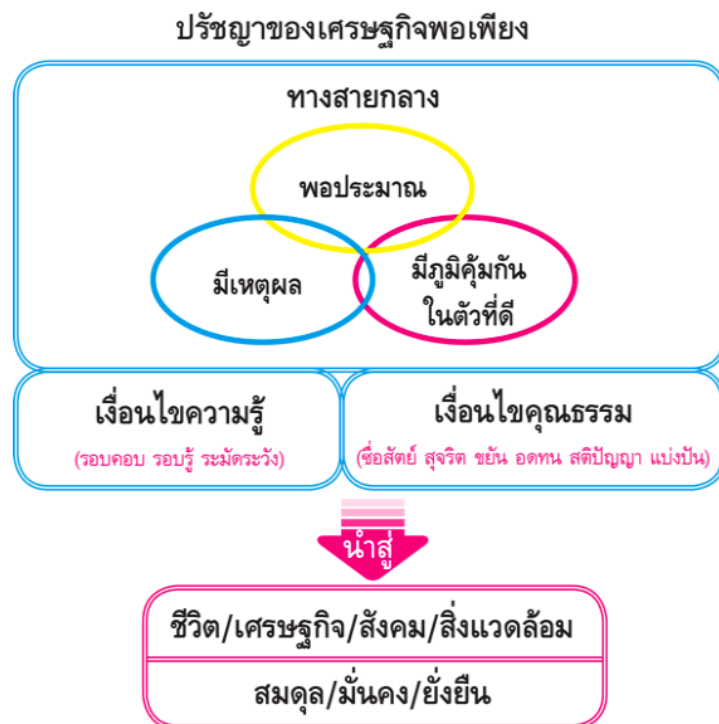 ปรัชญาของเศรษฐกิจพอเพียง
ทางสายกลาง
พอประมาณ
มีเหตุผล
มีภูมิคุ้มกัน
ในตัวที่ดี
เงื่อนไขความรู้
(รอบคอบ รอบรู้ ระมัดระวัง)
เงื่อนไขคุณธรรม
(ซื่อสัตย์ สุจริต ขยัน อดทน สติปัญญา แบ่งปัน)
นำสู่
ชีวิต/เศรษฐกิจ/สังคม/สิ่งแวดล้อม
สมดุล/มั่นคง/ยั่งยืน